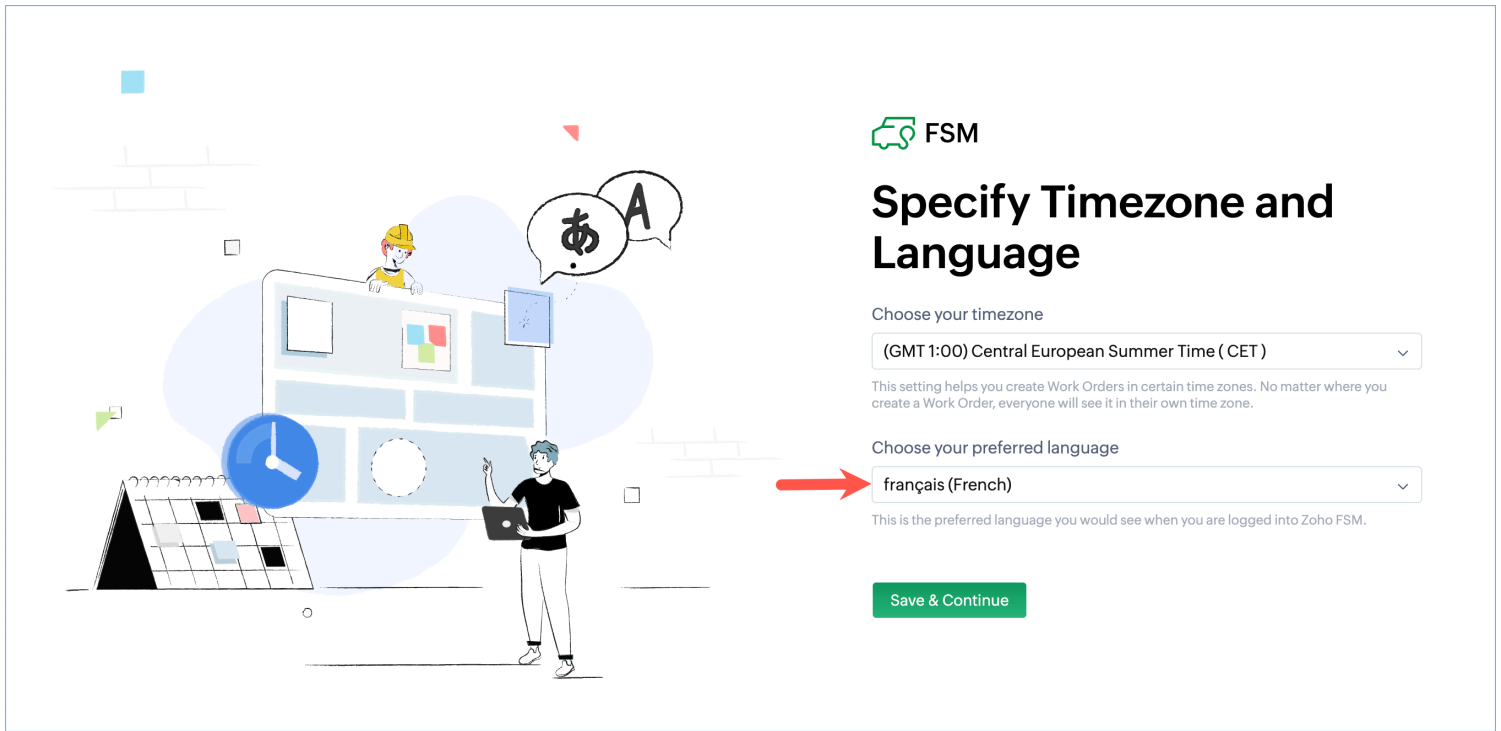 あ
A
FSM
Specify Timezone and
Language
Choose your timezone
(GMT 1:00) Central European Summer Time ( CET )
This setting helps you create Work Orders in certain time zones. No matter where you
create a Work Order, everyone will see it in their own time zone.
Choose your preferred language
français (French)
This is the preferred language you would see when you are logged into Zoho FSM.
Save & Continue